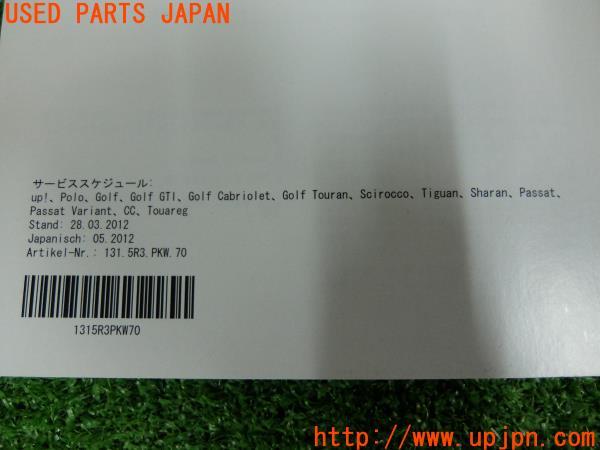 USED PARTS JAPAN
サービススケジュール:
up!、Polo、Golf、Golf GTI、Golf Cabriolet、Golf Touran、Scirocco、Tiguan、Sharan、Passat、
Passat Variant、CC、Touareg
Stand: 28.03.2012
Japanisch: 05.2012
Artikel-Nr.: 131.5R3.PKW.70
1315R3PKW70
http://www.upjpn.com/